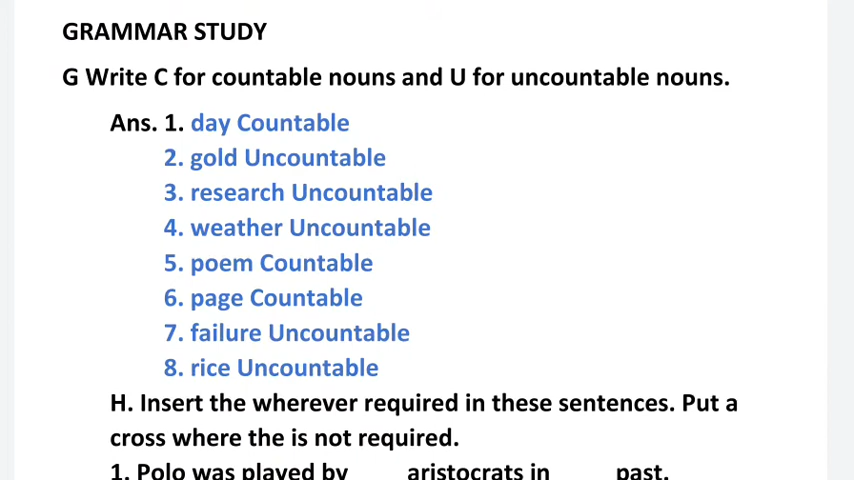 GRAMMAR STUDY
G Write C for countable nouns and U for uncountable nouns.
Ans. 1. day Countable
2. gold Uncountable
3. research Uncountable
4. weather Uncountable
5. poem Countable
6. page Countable
7. failure Uncountable
8. rice Uncountable
H. Insert the wherever required in these sentences. Put a
cross where the is not required.
1. Polo was played by ____ aristocrats in ____ past.